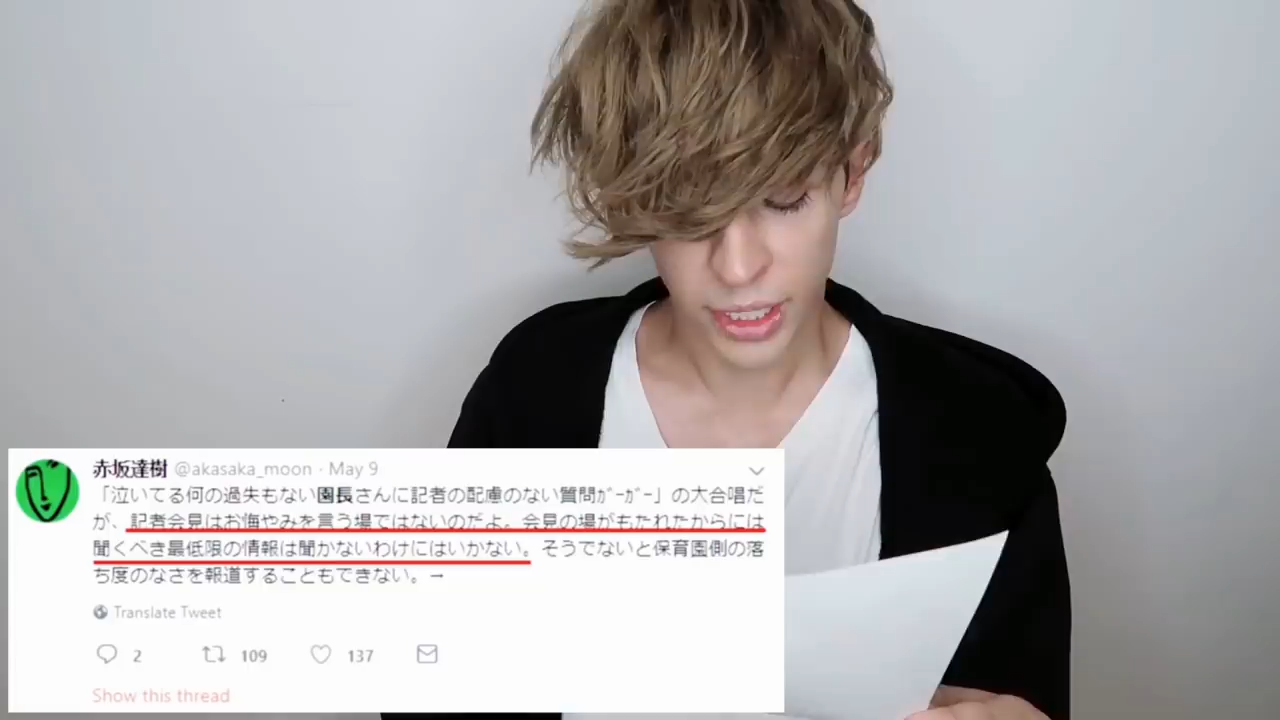 赤坂達樹 @akasaka_moon · May 9
「泣いてる何の過失もない園長さんに記者の配慮のない質問ｶﾞｰｶﾞｰ」の大合唱だ
が、記者会見はお悔やみを言う場ではないのだよ。会見の場がもたれたからには
聞くべき最低限の情報は聞かないわけにはいかない。そうでないと保育園側の落
ち度のなさを報道することもできない。→
Translate Tweet
2 109 137
Show this thread